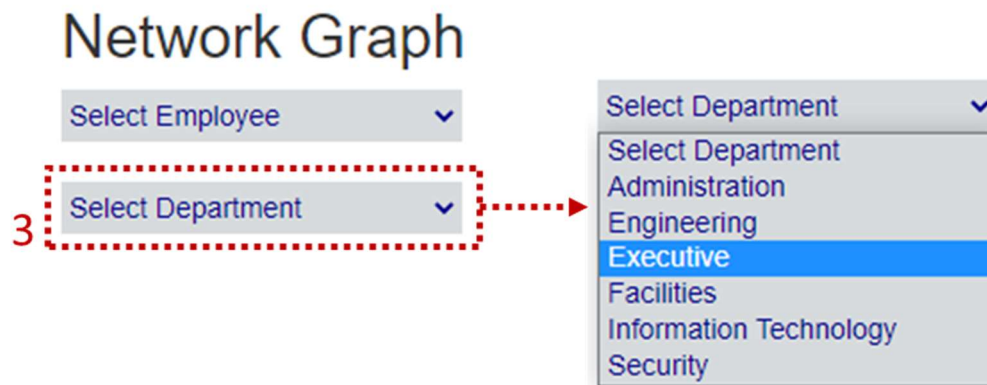 Network Graph
Select Employee
3
Select Department
Select Department
Select Department
Administration
Engineering
Executive
Facilities
Information Technology
Security